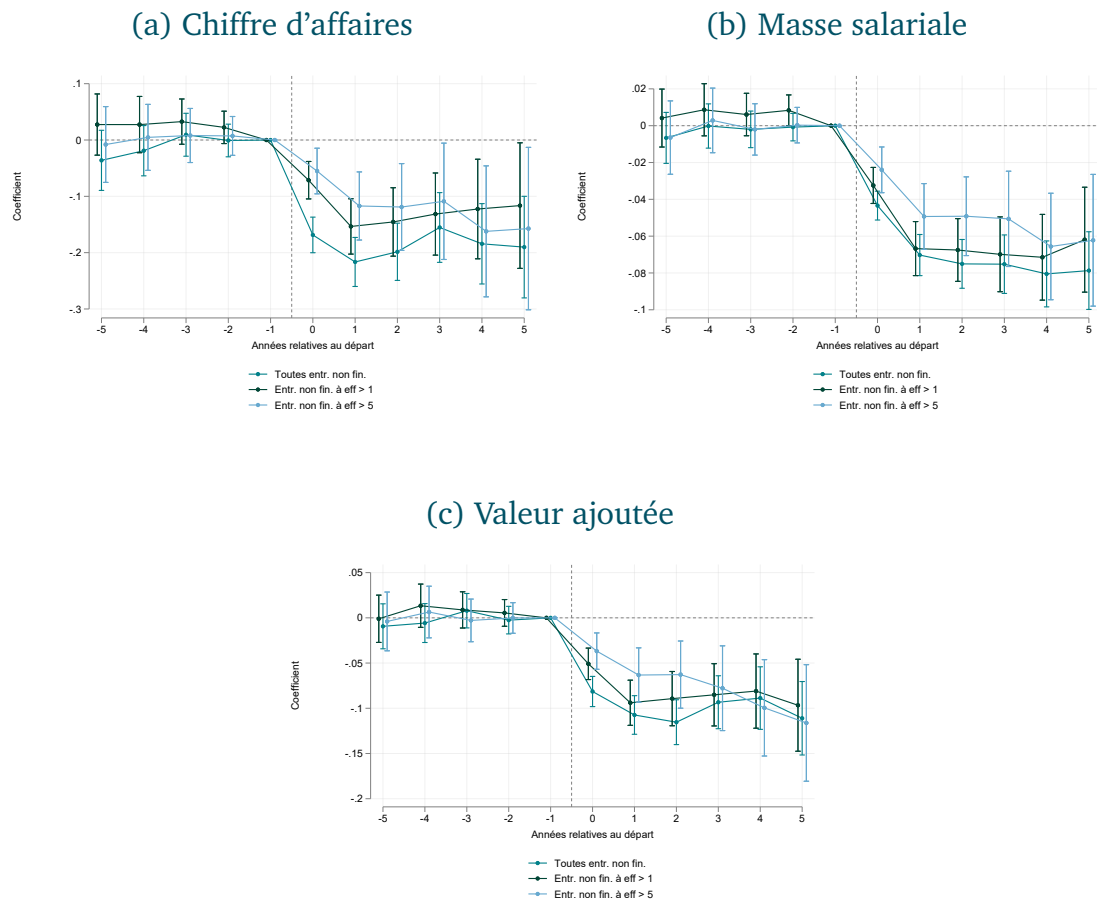 (a) Chiffre d’affaires
.1
0
-.1
-.2
-.3
Coefficient
-5 -4 -3 -2 -1 0 1 2 3 4 5
Années relatives au départ
Toutes entr. non fin.
Entr. non fin. à eff > 1
Entr. non fin. à eff > 5
(b) Masse salariale
.02
0
-.02
-.04
-.06
-.08
-.1
Coefficient
-5 -4 -3 -2 -1 0 1 2 3 4 5
Années relatives au départ
Toutes entr. non fin.
Entr. non fin. à eff > 1
Entr. non fin. à eff > 5
(c) Valeur ajoutée
.05
0
-.05
-.1
-.15
-.2
Coefficient
-5 -4 -3 -2 -1 0 1 2 3 4 5
Années relatives au départ
Toutes entr. non fin.
Entr. non fin. à eff > 1
Entr. non fin. à eff > 5